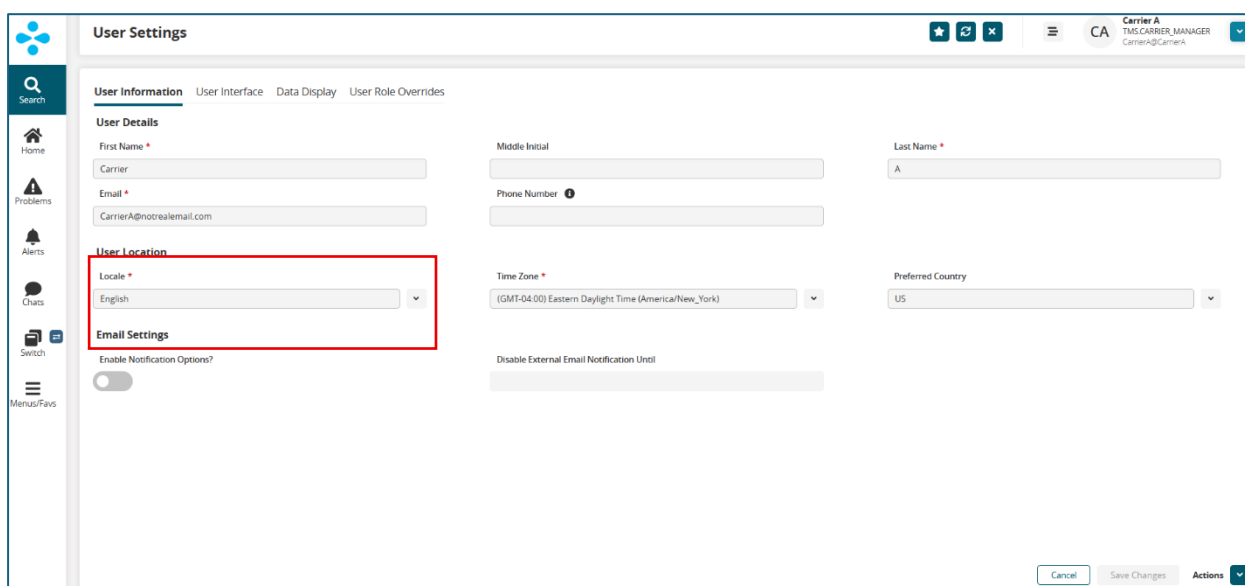 User Settings
CA
Carrier A
TMS.CARRIER_MANAGER
CarrierA@CarrierA
Search
Home
Problems
Alerts
Chats
Switch
Menus/Favs
User Information User Interface Data Display User Role Overrides
User Details
First Name * Middle Initial Last Name *
Carrier A
Email * Phone Number
CarrierA@notrealemail.com
User Location
Locale * Time Zone * Preferred Country
English (GMT-04:00) Eastern Daylight Time (America/New_York) US
Email Settings
Enable Notification Options? Disable External Email Notification Until
Cancel Save Changes Actions